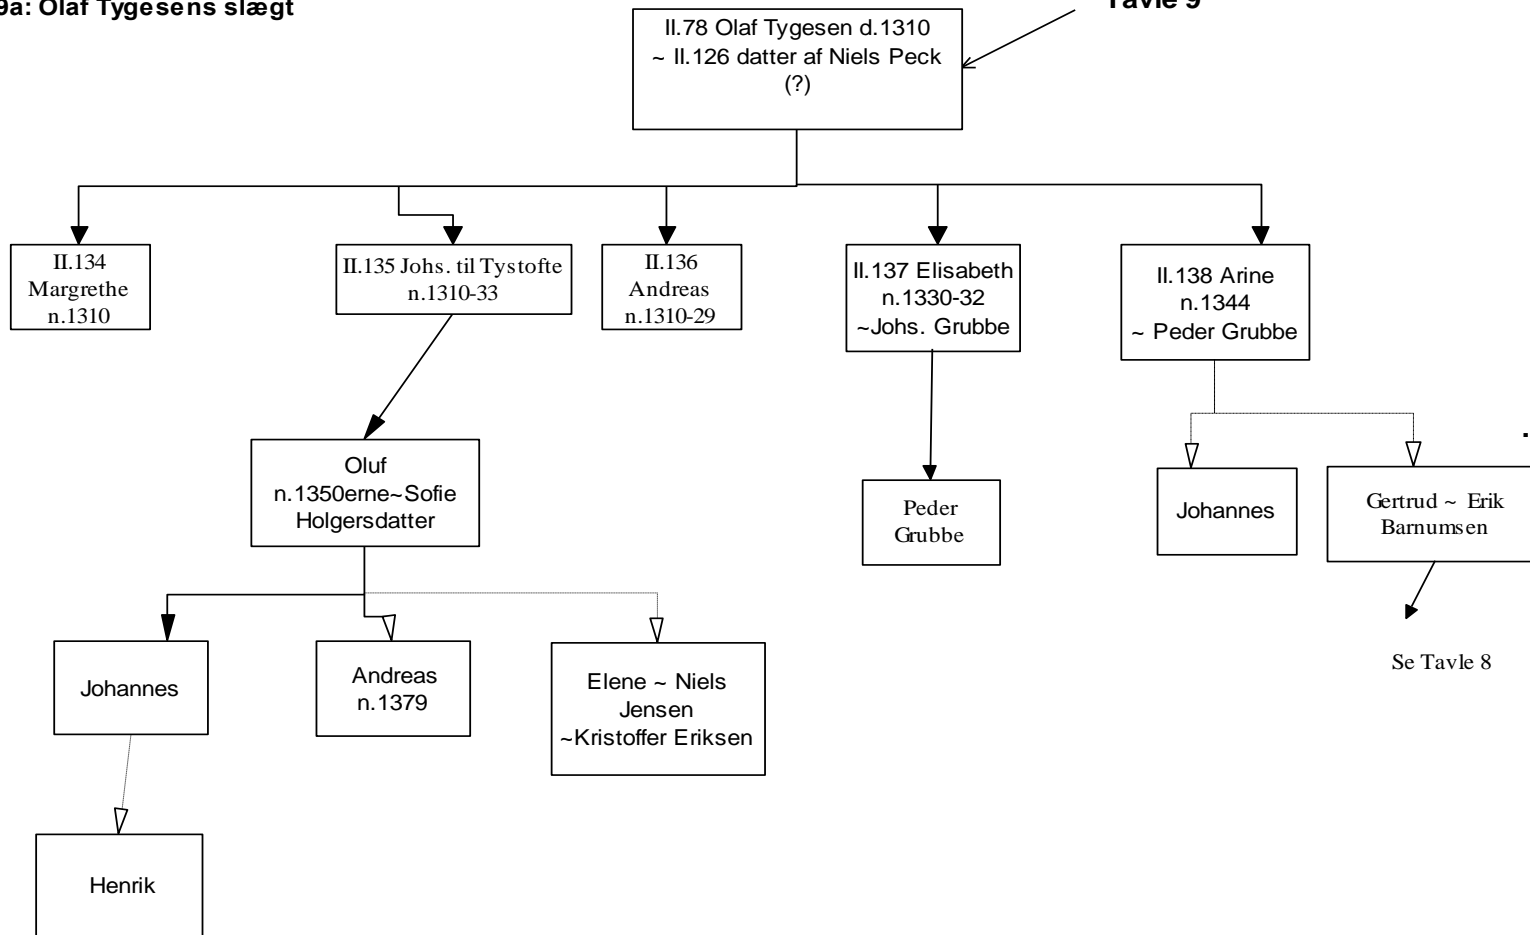 9a: Olaf Tygesens slægt
Tavle 9
II.78 Olaf Tygesen d.1310
~ II.126 datter af Niels Peck
(?)
II.134
Margrethe
n.1310
II.135 Johs. til Tystofte
n.1310-33
II.136
Andreas
n.1310-29
II.137 Elisabeth
n.1330-32
~Johs. Grubbe
II.138 Arine
n.1344
~ Peder Grubbe
Oluf
n.1350erne~Sofie
Holgersdatter
Peder
Grubbe
Johannes
Gertrud ~ Erik
Barnumsen
Se Tavle 8
Johannes
Andreas
n.1379
Elene ~ Niels
Jensen
~Kristoffer Eriksen
Henrik